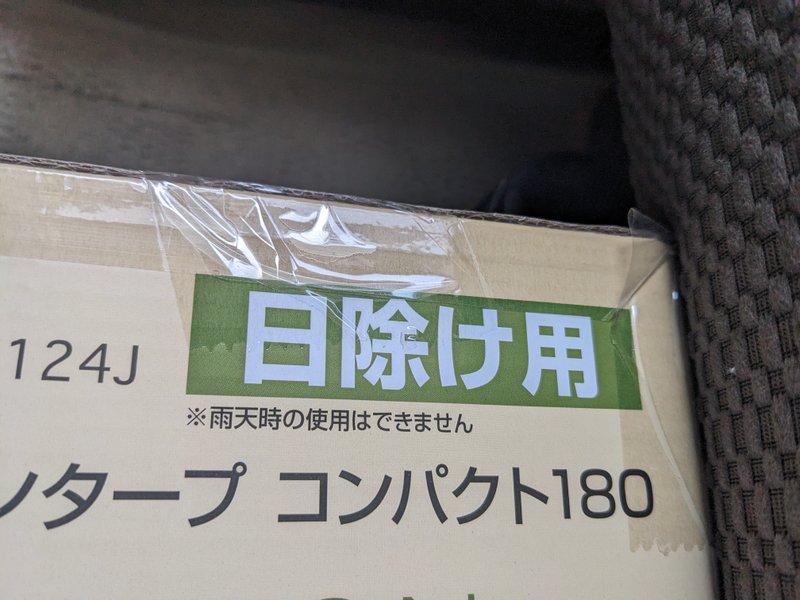 日除け用
124J
※雨天時の使用はできません
ンタープ コンパクト180